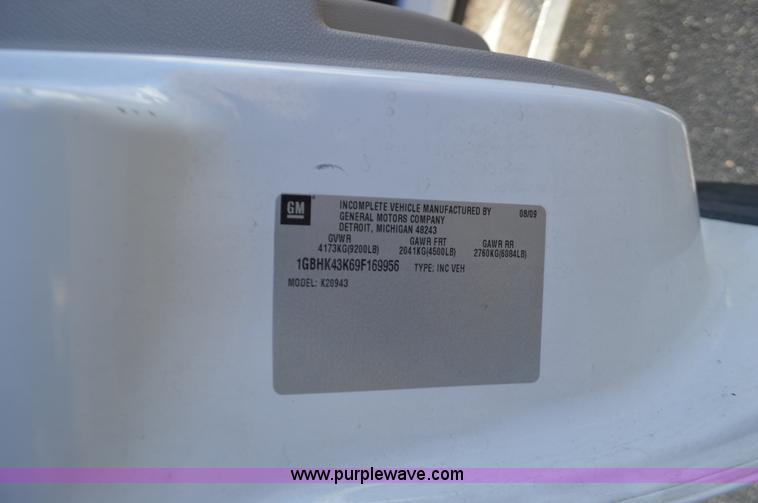 GM
INCOMPLETE VEHICLE MANUFACTURED BY 08/09
GENERAL MOTORS COMPANY
DETROIT, MICHIGAN 48243
GVWR GAWR FRT GAWR RR
4173KG(9200LB) 2041KG(4500LB) 2760KG(6084LB)
1GBHK43K69F169956 TYPE: INC VEH
MODEL: K20943
www.purplewave.com